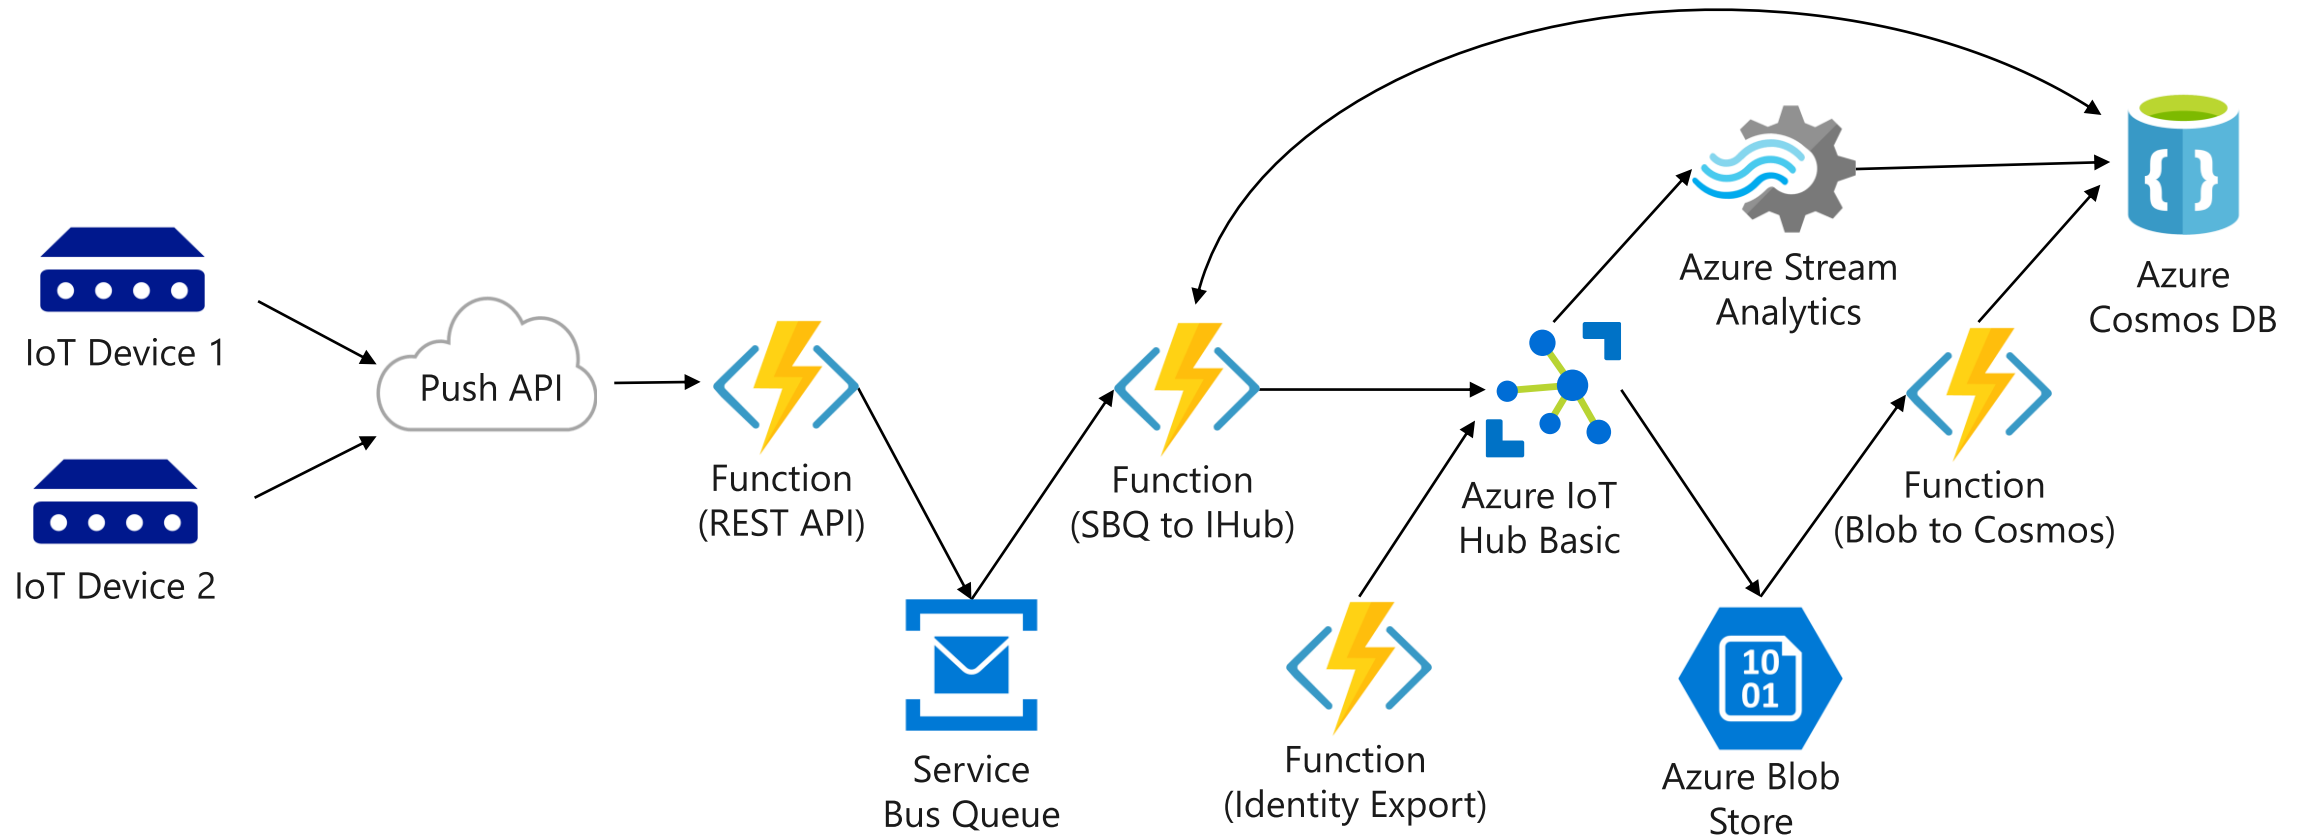 IoT Device 1
IoT Device 2
Push API
Function
(REST API)
Service
Bus Queue
Function
(SBQ to IHub)
Function
(Identity Export)
Azure IoT
Hub Basic
Azure Stream
Analytics
10
01
Azure Blob
Store
Function
(Blob to Cosmos)
{ }
Azure
Cosmos DB